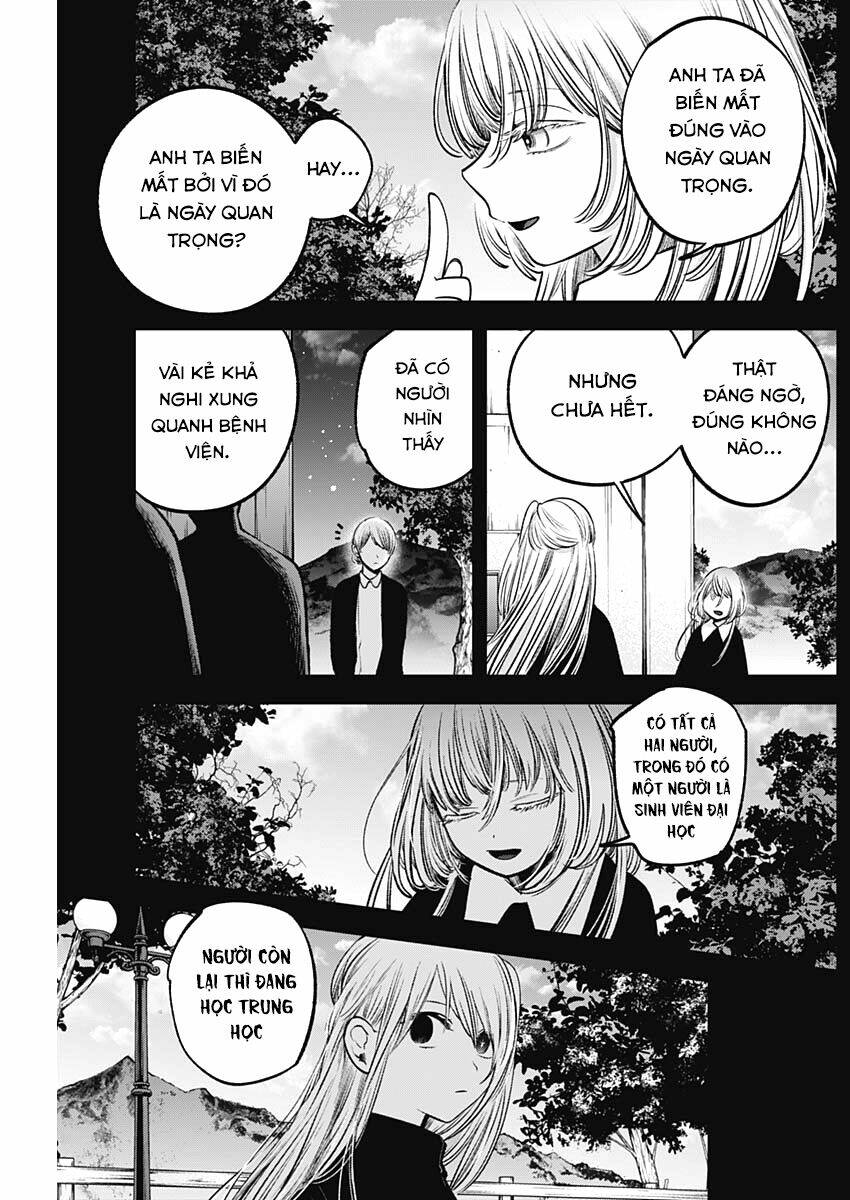 ANH TA ĐÃ
BIẾN MẤT
ĐÚNG VÀO
NGÀY QUAN
TRỌNG.
HAY...
ANH TA BIẾN
MẤT BỞI VÌ ĐÓ
LÀ NGÀY QUAN
TRỌNG?
THẬT
ĐÁNG NGỜ,
ĐÚNG KHÔNG
NÀO...
NHƯNG
CHƯA HẾT.
ĐÃ CÓ
NGƯỜI
NHÌN
THẤY
VÀI KẺ KHẢ
NGHI XUNG
QUANH BỆNH
VIỆN.
CÓ TẤT CẢ
HAI NGƯỜI,
TRONG ĐÓ CÓ
MỘT NGƯỜI LÀ
SINH VIÊN ĐẠI
HỌC
NGƯỜI CÒN
LẠI THÌ ĐANG
HỌC TRUNG
HỌC